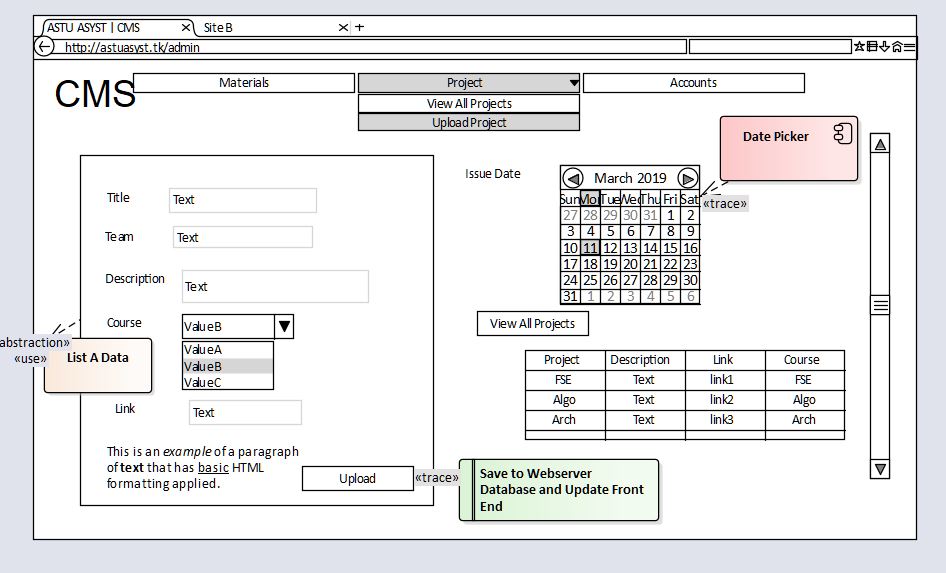 ASTU ASYST | CMS
Site B
http://astuasyst.tk/admin
CMS
Materials
Project
Accounts
View All Projects
Upload Project
Date Picker
«trace»
Title
Text
Team
Text
Description
Text
Course
ValueB
ValueA
ValueB
ValueC
abstraction»
«use»
List A Data
Link
Text
This is an example of a paragraph
of text that has basic HTML
formatting applied.
Upload
«trace»
Save to Webserver
Database and Update Front
End
Issue Date
March 2019
Sun Mon Tue Wed Thu Fri Sat
27 28 29 30 31 1 2
3 4 5 6 7 8 9
10 11 12 13 14 15 16
17 18 19 20 21 22 23
24 25 26 27 28 29 30
31 1 2 3 4 5 6
View All Projects
Project Description Link Course
FSE Text link1 FSE
Algo Text link2 Algo
Arch Text link3 Arch